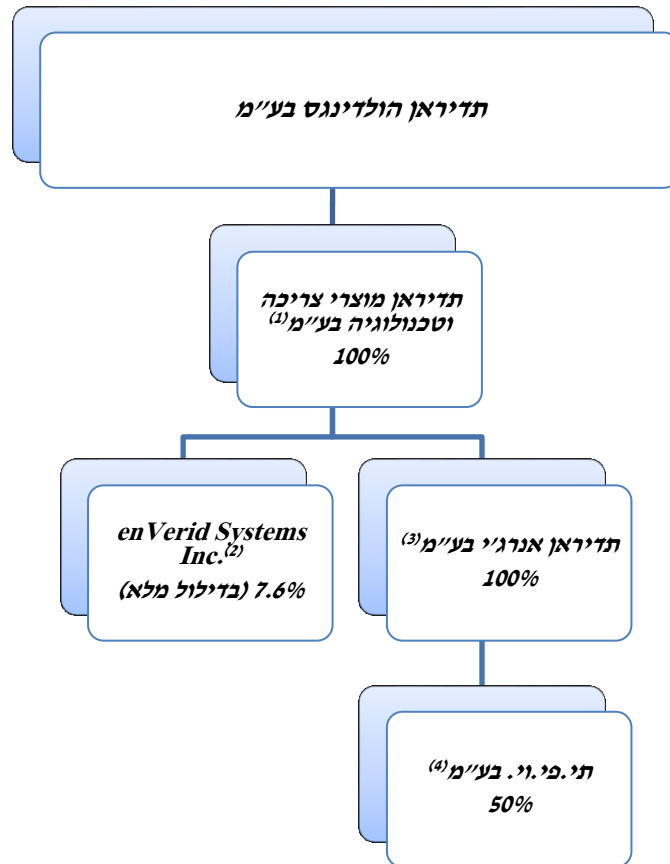 תדיראן הולדינגס בע״מ
תדיראן מוצרי צריכה
וטכנולוגיה בע״מ(1)
100%
enVerid Systems
Inc.(2)
7.6% (בדילול מלא)
תדיראן אנרג׳י בע״מ(3)
100%
תי.פי.וי. בע״מ(4)
50%